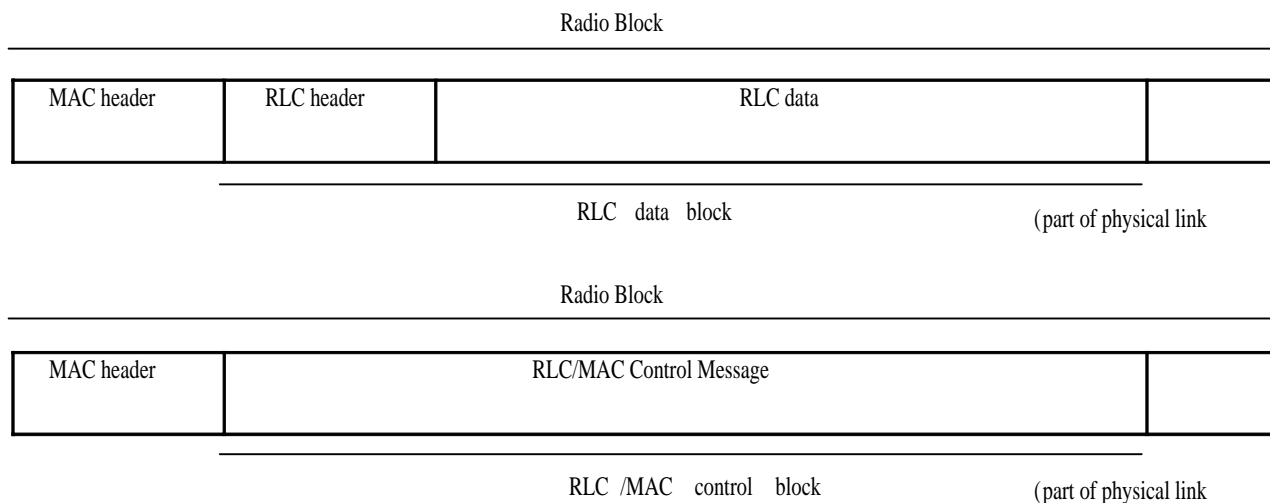 Radio Block
MAC header RLC header RLC data
RLC data block (part of physical link
Radio Block
MAC header RLC/MAC Control Message
RLC /MAC control block (part of physical link